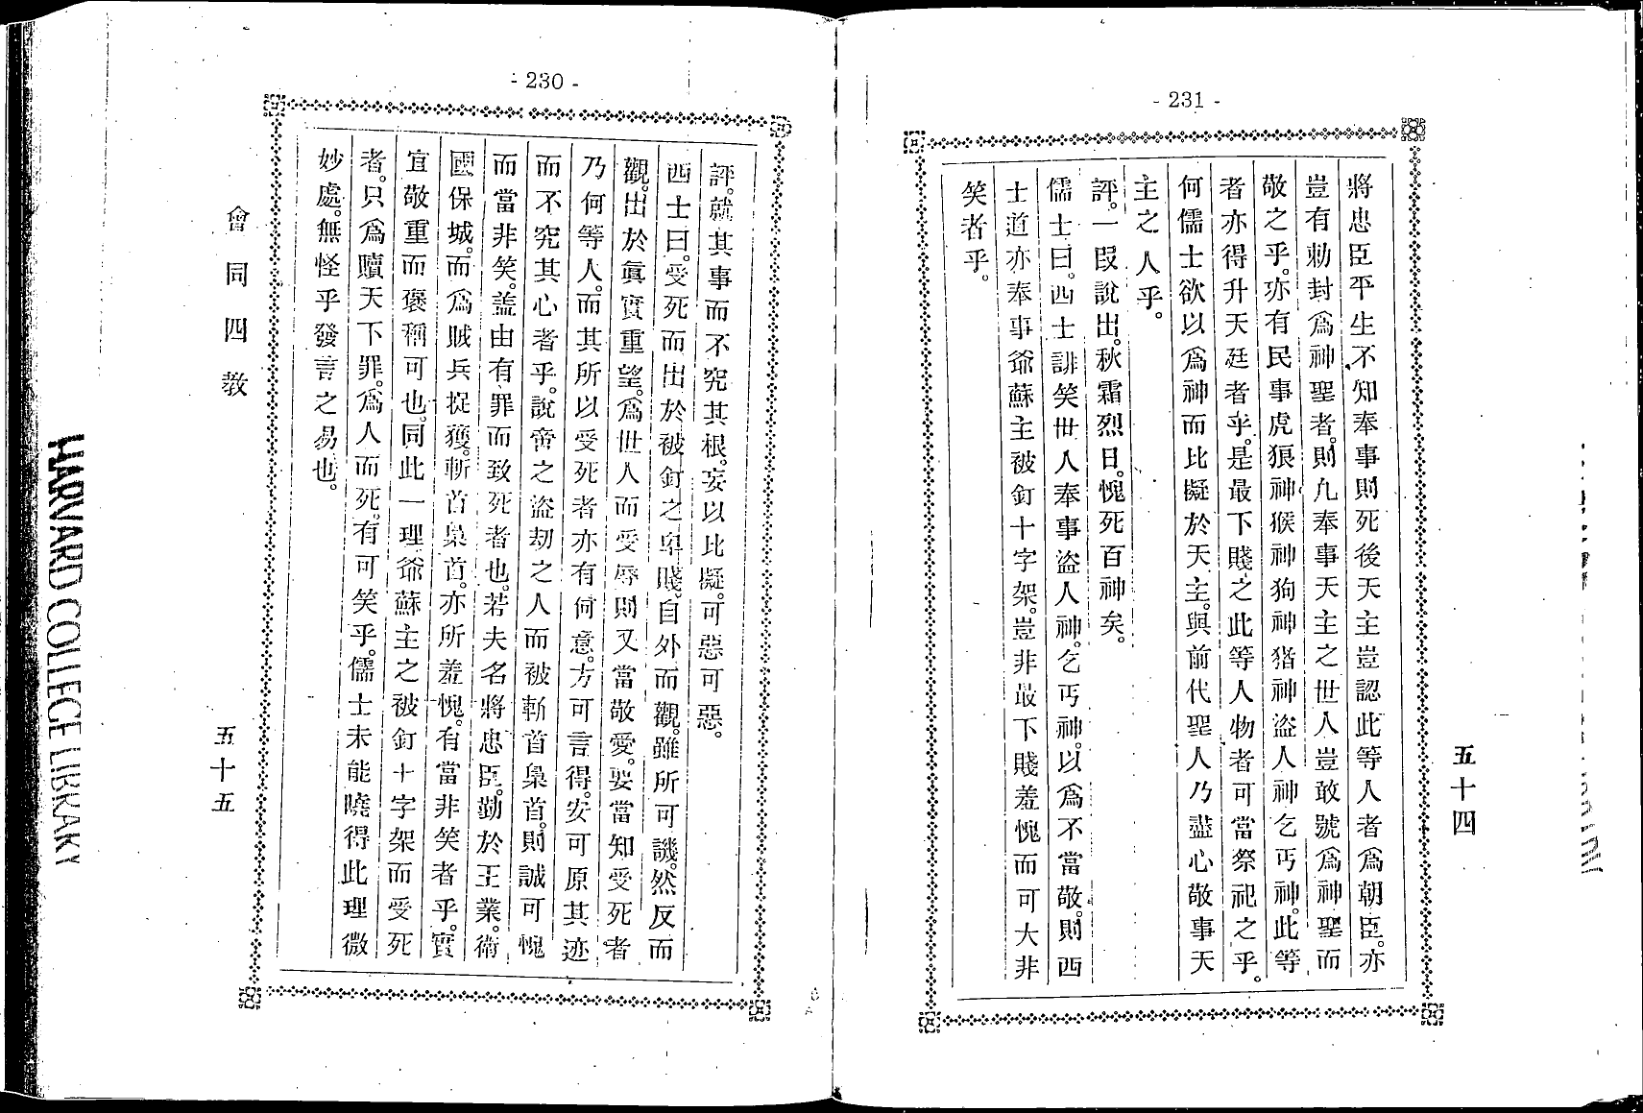 - 231 -
將忠臣平生不知奉事則死後天主豈認此等人者爲朝臣。亦
豈有勅封爲神聖者。則凢奉事天主之世人豈敢號爲神聖而
敬之乎。亦有民事虎狼神猴神狗神猪神盜人神乞丐神。此等
者亦得升天廷者乎。是最下賤之此等人物者可當祭祀之乎。
何儒士欲以爲神而比擬於天主。與前代聖人乃盡心敬事天
主之人乎。
評。一段說出。秋霜烈日。愧死百神矣。
儒士曰。西士誹笑世人奉事盜人神。乞丐神。以爲不當敬。則西
士道亦奉事爺蘇主被釘十字架。豈非最下賤羞愧而可大非
笑者乎。
五十四
- 230 -
評。就其事而不究其根。妄以比擬。可惡可惡。
西士曰。受死而出於被釘之卑賤。自外而觀。雖所可譏。然反而
觀。出於眞實重望。爲世人而受辱。則又當敬愛。要當知受死者
乃何等人。而其所以受死者亦有何意。方可言得。安可原其迹
而不究其心者乎。說帝之盜刼之人而被斬首梟首。則誠可愧
而當非笑。盖由有罪而致死者也。若夫名將忠臣。勤於王業。衛
國保城。而爲賊兵捉獲。斬首梟首。亦所羞愧。有當非笑者乎。實
宜敬重而褒稱可也。同此一理爺蘇主之被釘十字架而受死
者。只爲贖天下罪。爲人而死。有可笑乎。儒士未能曉得此理微
妙處。無怪乎發言之易也。
會同四教
五十五
HARVARD COLLEGE LIBRARY